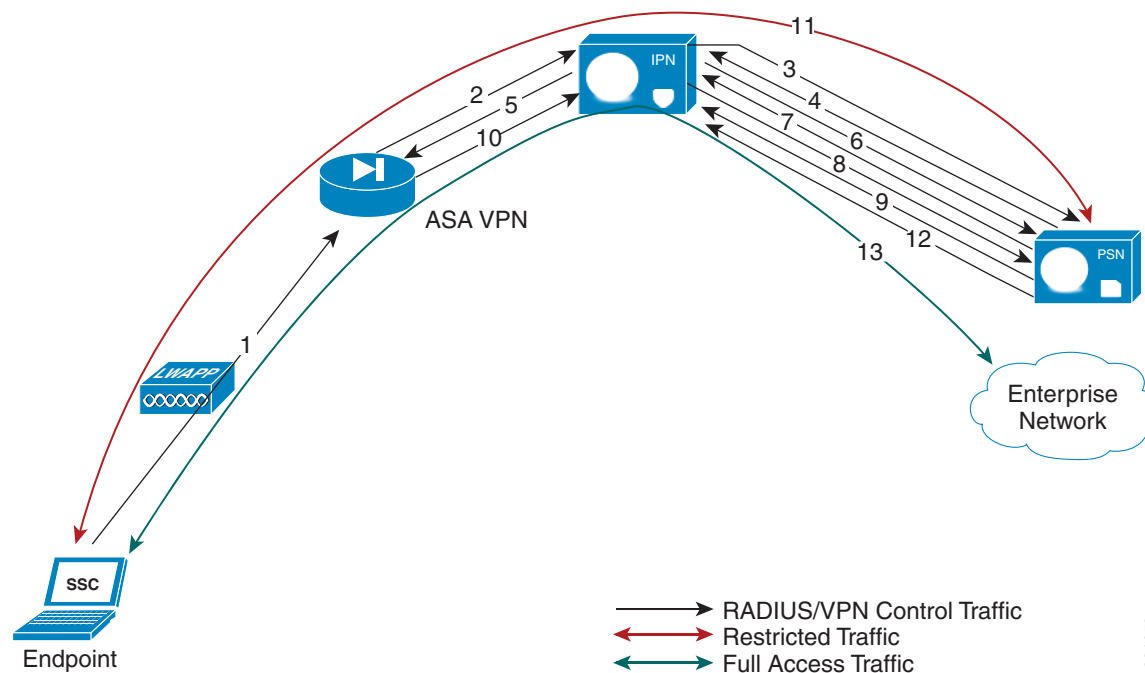 11
IPN
3
2
4
5
7
6
10
8
9
ASA VPN
12
13
PSN
1
LWAPP
Enterprise
Network
SSC
RADIUS/VPN Control Traffic
Restricted Traffic
Endpoint
Full Access Traffic